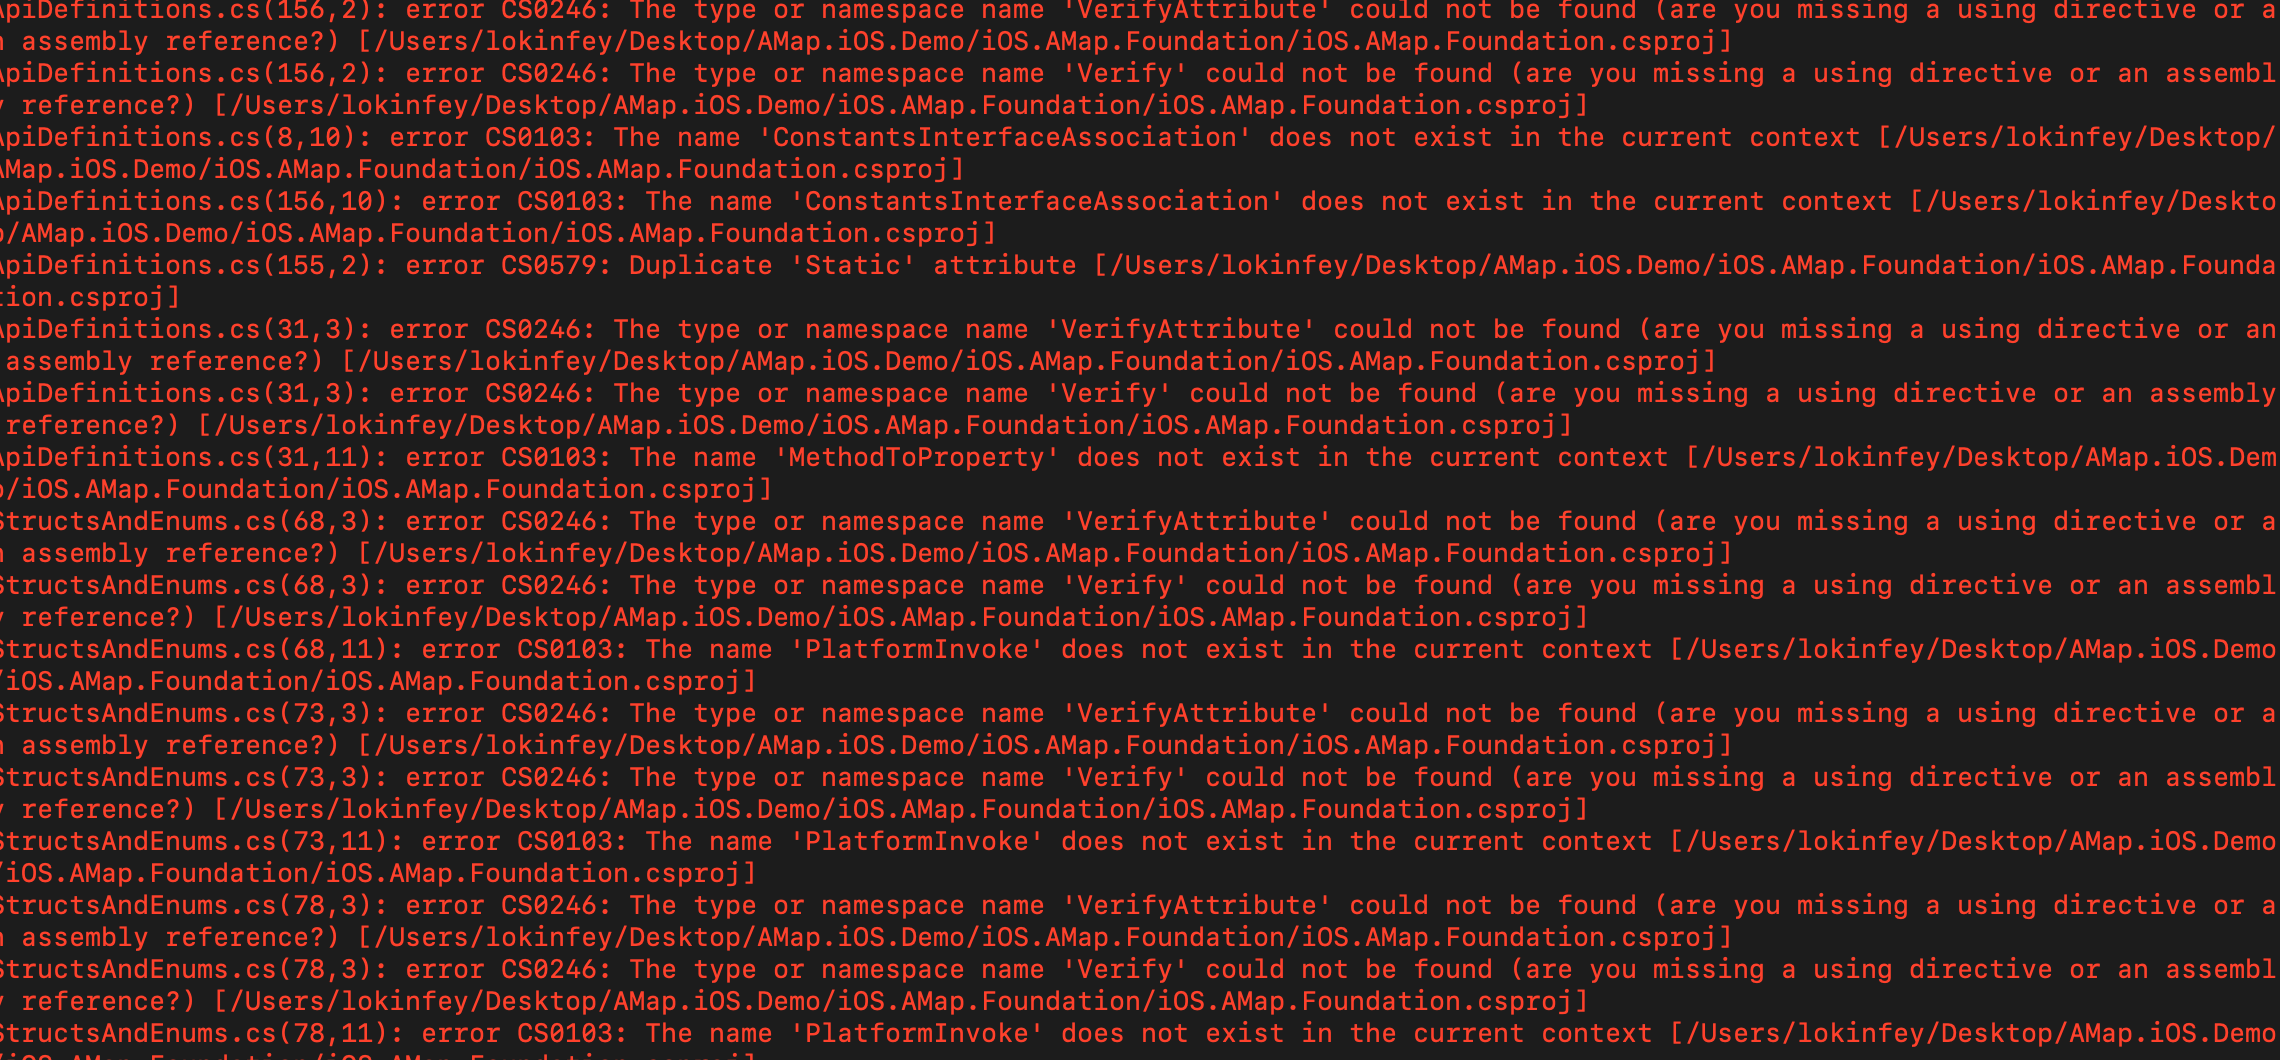 piDefinitions.cs(156,2): error CS0246: The type or namespace name 'VerifyAttribute' could not be found (are you missing a using directive or a
n assembly reference?) [/Users/lokinfey/Desktop/AMap.iOS.Demo/iOS.AMap.Foundation/iOS.AMap.Foundation.csproj]
piDefinitions.cs(156,2): error CS0246: The type or namespace name 'Verify' could not be found (are you missing a using directive or an assembl
y reference?) [/Users/lokinfey/Desktop/AMap.iOS.Demo/iOS.AMap.Foundation/iOS.AMap.Foundation.csproj]
piDefinitions.cs(8,10): error CS0103: The name 'ConstantsInterfaceAssociation' does not exist in the current context [/Users/lokinfey/Desktop/
AMap.iOS.Demo/iOS.AMap.Foundation/iOS.AMap.Foundation.csproj]
piDefinitions.cs(156,10): error CS0103: The name 'ConstantsInterfaceAssociation' does not exist in the current context [/Users/lokinfey/Deskto
p/AMap.iOS.Demo/iOS.AMap.Foundation/iOS.AMap.Foundation.csproj]
piDefinitions.cs(155,2): error CS0579: Duplicate 'Static' attribute [/Users/lokinfey/Desktop/AMap.iOS.Demo/iOS.AMap.Foundation/iOS.AMap.Founda
tion.csproj]
piDefinitions.cs(31,3): error CS0246: The type or namespace name 'VerifyAttribute' could not be found (are you missing a using directive or an
assembly reference?) [/Users/lokinfey/Desktop/AMap.iOS.Demo/iOS.AMap.Foundation/iOS.AMap.Foundation.csproj]
piDefinitions.cs(31,3): error CS0246: The type or namespace name 'Verify' could not be found (are you missing a using directive or an assembly
reference?) [/Users/lokinfey/Desktop/AMap.iOS.Demo/iOS.AMap.Foundation/iOS.AMap.Foundation.csproj]
piDefinitions.cs(31,11): error CS0103: The name 'MethodToProperty' does not exist in the current context [/Users/lokinfey/Desktop/AMap.iOS.Dem
o/iOS.AMap.Foundation/iOS.AMap.Foundation.csproj]
StructsAndEnums.cs(68,3): error CS0246: The type or namespace name 'VerifyAttribute' could not be found (are you missing a using directive or a
n assembly reference?) [/Users/lokinfey/Desktop/AMap.iOS.Demo/iOS.AMap.Foundation/iOS.AMap.Foundation.csproj]
StructsAndEnums.cs(68,3): error CS0246: The type or namespace name 'Verify' could not be found (are you missing a using directive or an assembl
y reference?) [/Users/lokinfey/Desktop/AMap.iOS.Demo/iOS.AMap.Foundation/iOS.AMap.Foundation.csproj]
StructsAndEnums.cs(68,11): error CS0103: The name 'PlatformInvoke' does not exist in the current context [/Users/lokinfey/Desktop/AMap.iOS.Demo
/iOS.AMap.Foundation/iOS.AMap.Foundation.csproj]
StructsAndEnums.cs(73,3): error CS0246: The type or namespace name 'VerifyAttribute' could not be found (are you missing a using directive or a
n assembly reference?) [/Users/lokinfey/Desktop/AMap.iOS.Demo/iOS.AMap.Foundation/iOS.AMap.Foundation.csproj]
StructsAndEnums.cs(73,3): error CS0246: The type or namespace name 'Verify' could not be found (are you missing a using directive or an assembl
y reference?) [/Users/lokinfey/Desktop/AMap.iOS.Demo/iOS.AMap.Foundation/iOS.AMap.Foundation.csproj]
StructsAndEnums.cs(73,11): error CS0103: The name 'PlatformInvoke' does not exist in the current context [/Users/lokinfey/Desktop/AMap.iOS.Demo
/iOS.AMap.Foundation/iOS.AMap.Foundation.csproj]
StructsAndEnums.cs(78,3): error CS0246: The type or namespace name 'VerifyAttribute' could not be found (are you missing a using directive or a
n assembly reference?) [/Users/lokinfey/Desktop/AMap.iOS.Demo/iOS.AMap.Foundation/iOS.AMap.Foundation.csproj]
StructsAndEnums.cs(78,3): error CS0246: The type or namespace name 'Verify' could not be found (are you missing a using directive or an assembl
y reference?) [/Users/lokinfey/Desktop/AMap.iOS.Demo/iOS.AMap.Foundation/iOS.AMap.Foundation.csproj]
StructsAndEnums.cs(78,11): error CS0103: The name 'PlatformInvoke' does not exist in the current context [/Users/lokinfey/Desktop/AMap.iOS.Demo